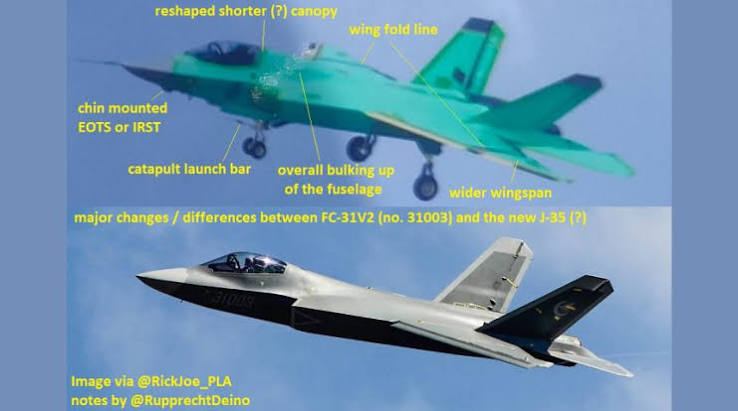 reshaped shorter (?) canopy
wing fold line
chin mounted
EOTS or IRST
catapult launch bar
overall bulking up
of the fuselage
wider wingspan
major changes / differences between FC-31V2 (no. 31003) and the new J-35 (?)
31003
Image via @RickJoe_PLA
notes by @RupprechtDeino